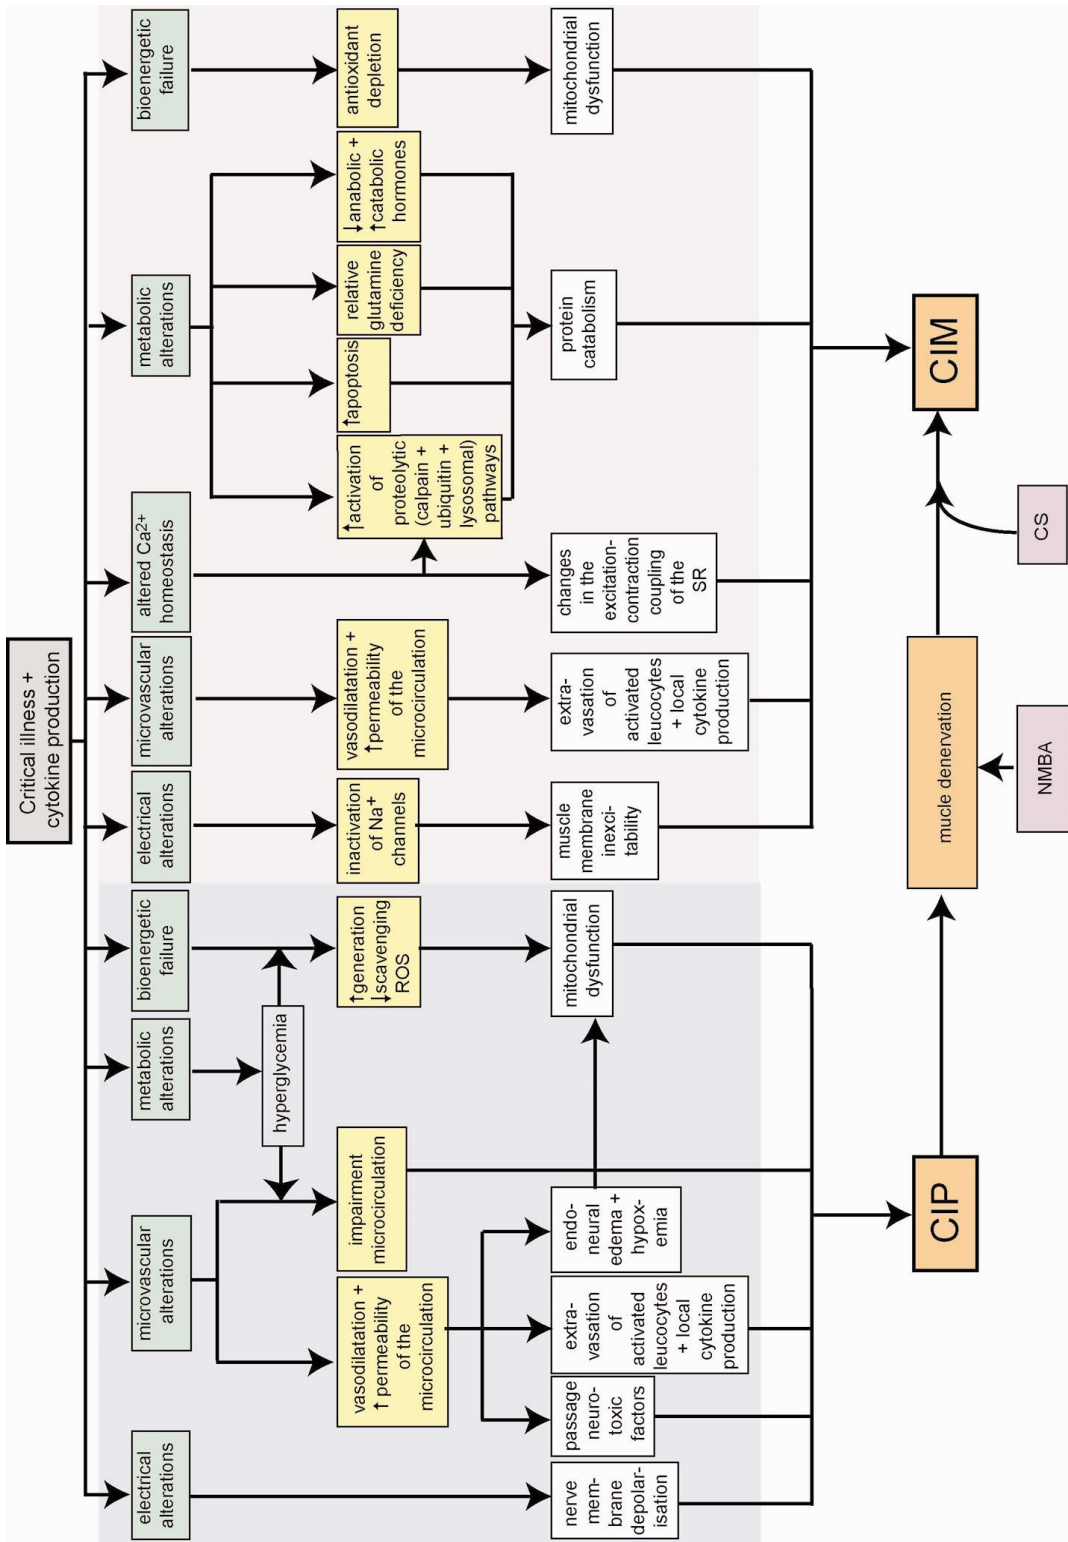 Critical illness +
cytokine production
electrical
alterations
microvascular
alterations
metabolic
alterations
bioenergetic
failure
electrical
alterations
microvascular
alterations
altered Ca2+
homeostasis
metabolic
alterations
bioenergetic
failure
hyperglycemia
vasodilatation +
↑ permeability
of the
microcirculation
impairment
microcirculation
↑generation
↓scavenging
ROS
inactivation
of Na+
channels
vasodilatation +
↑permeability
of the
microcirculation
↑activation
of
proteolytic
(calpain +
ubiquitin +
lysosomal)
pathways
↑apoptosis
relative
glutamine
deficiency
↓anabolic +
↑catabolic
hormones
antioxidant
depletion
nerve
mem-
brane
depolar-
isation
passage
neuro-
toxic
factors
extra-
vasation
of
activated
leucocytes
+ local
cytokine
production
endo-
neural
edema +
hypox-
emia
mitochondrial
dysfunction
muscle
membrane
inexci-
tability
extra-
vasation
of
activated
leucocytes
+ local
cytokine
production
changes
in the
excitation-
contraction
coupling
of the
SR
protein
catabolism
mitochondrial
dysfunction
CIP
mucle denervation
CIM
NMBA
CS